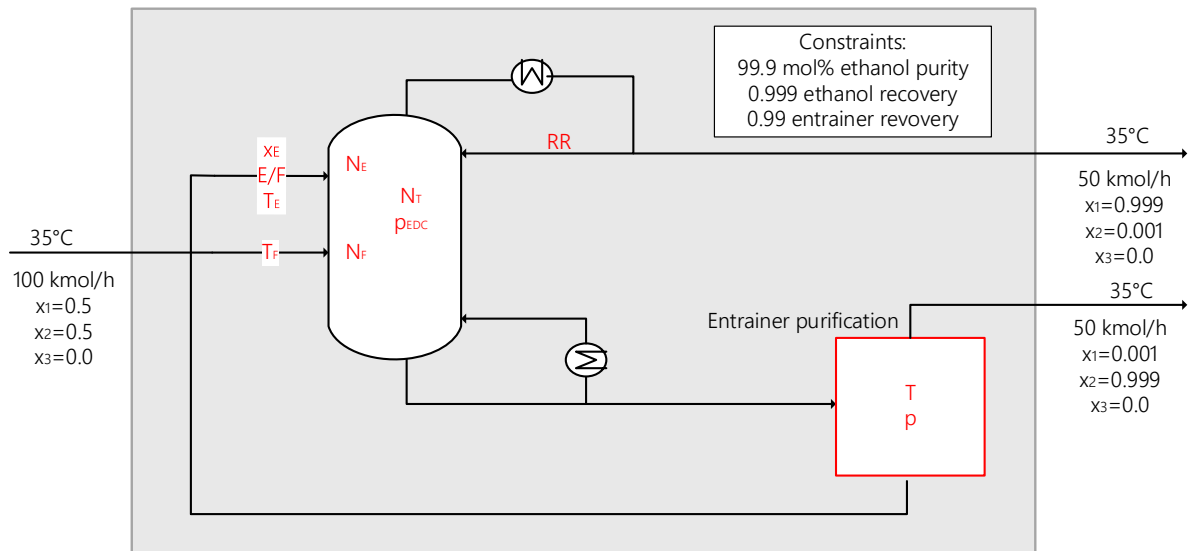 Constraints:
99.9 mol% ethanol purity
0.999 ethanol recovery
0.99 entrainer revovery
xE
E/F
TE
NE
NT
pEDC
RR
35°C
50 kmol/h
x1=0.999
x2=0.001
x3=0.0
35°C
TF
NF
100 kmol/h
x1=0.5
x2=0.5
x3=0.0
Entrainer purification
T
p
35°C
50 kmol/h
x1=0.001
x2=0.999
x3=0.0